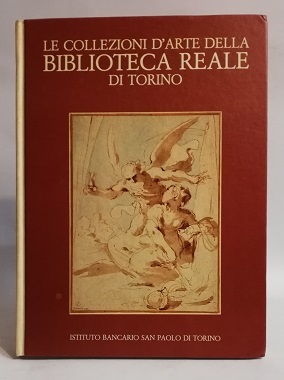 LE COLLEZIONI D'ARTE DELLA
BIBLIOTECA REALE
DI TORINO
ISTITUTO BANCARIO SAN PAOLO DI TORINO